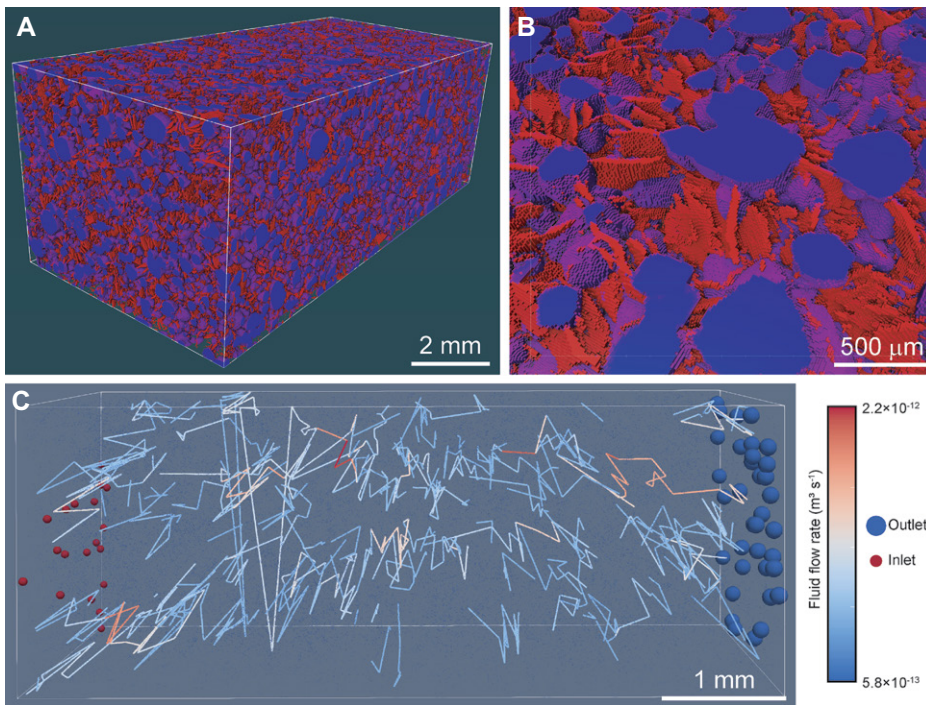 A
2 mm
B
500 μm
C
1 mm
2.2×10⁻¹²
Fluid flow rate (m³ s⁻¹)
5.8×10⁻¹³
Outlet
Inlet